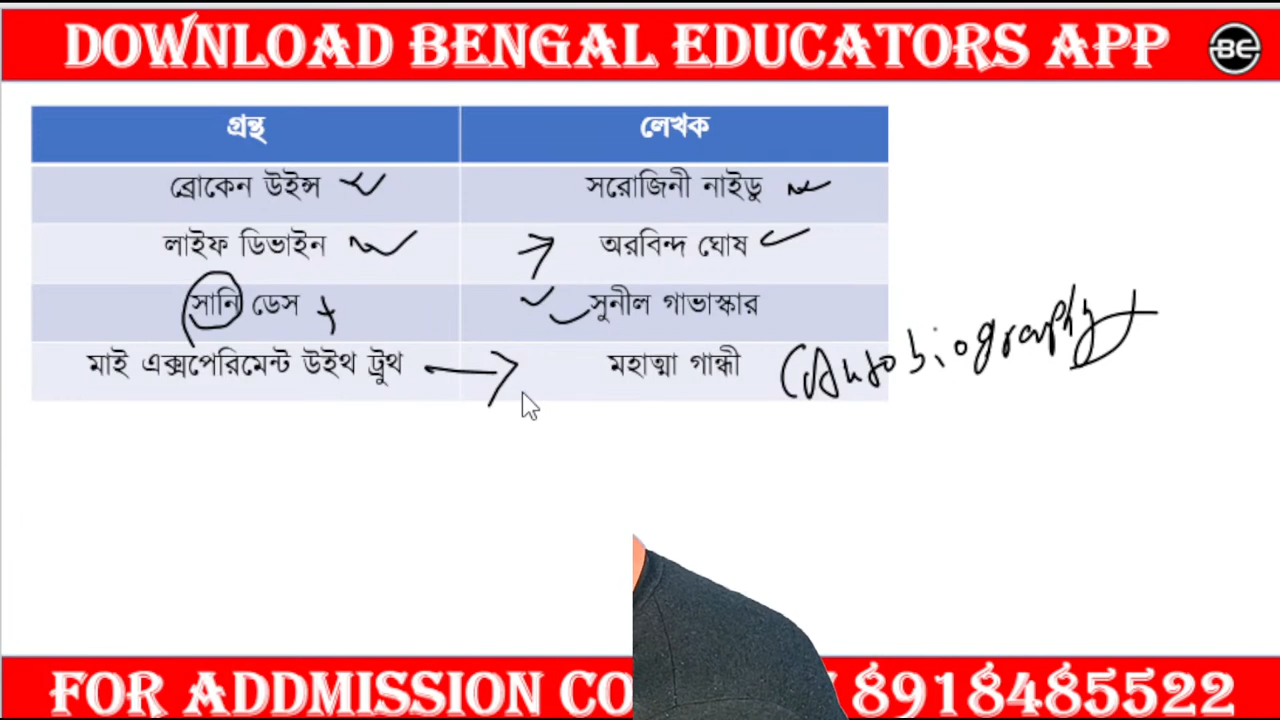 DOWNLOAD BENGAL EDUCATORS APP BE
গ্রন্থ লেখক
ব্রোকেন উইন্স সরোজিনী নাইডু
লাইফ ডিভাইন অরবিন্দ ঘোষ
সানি ডেস সুনীল গাভাস্কার
মাই এক্সপেরিমেন্ট উইথ ট্রুথ মহাত্মা গান্ধী (Autobiography
FOR ADDMISSION CO 8918485522